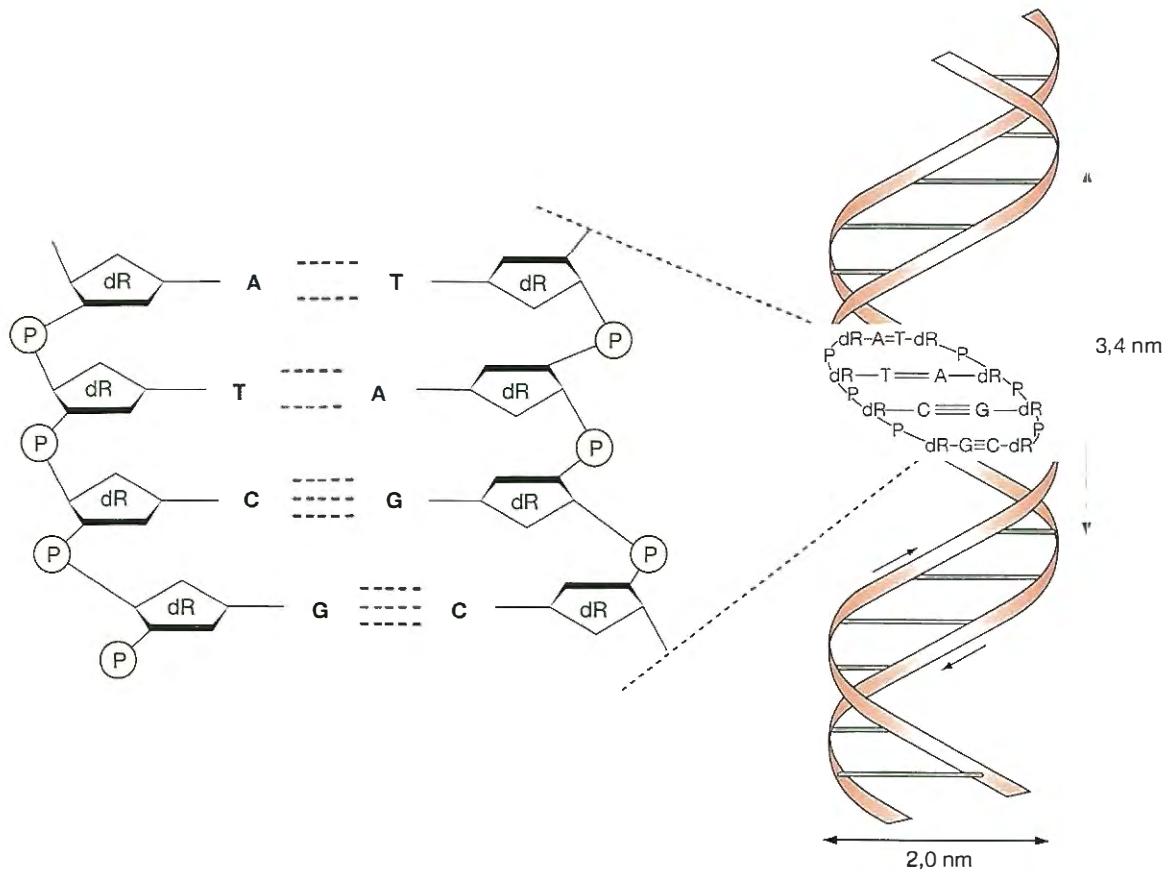 dR A T dR
P P
dR T A dR
P P
dR C G dR
P P
dR G C dR
P
dR-A=T-dR
P P
dR-T=A-dR
P P
dR-C≡G-dR
P P
dR-G≡C-dR
3,4 nm
2,0 nm